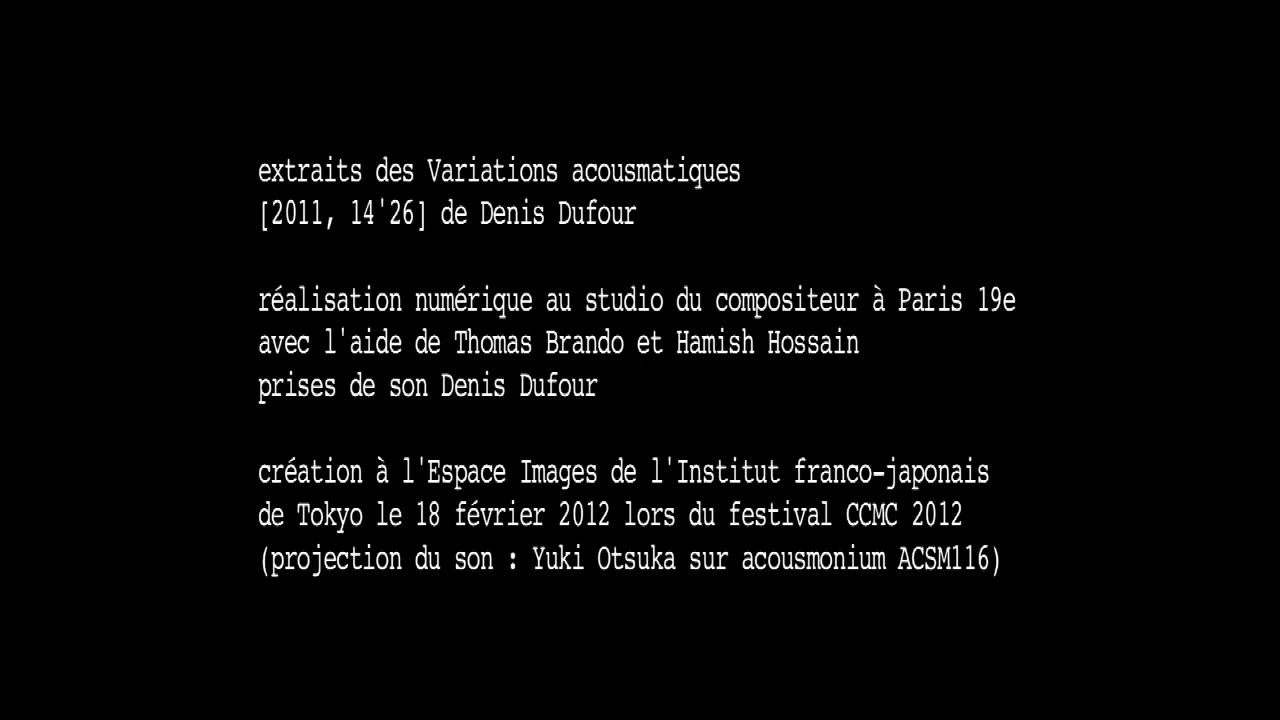 extraits des Variations acousmatiques
[2011, 14'26] de Denis Dufour
réalisation numérique au studio du compositeur à Paris 19e
avec l'aide de Thomas Brando et Hamish Hossain
prises de son Denis Dufour
création à l'Espace Images de l'Institut franco-japonais
de Tokyo le 18 février 2012 lors du festival CCMC 2012
(projection du son : Yuki Otsuka sur acousmonium ACSM116)